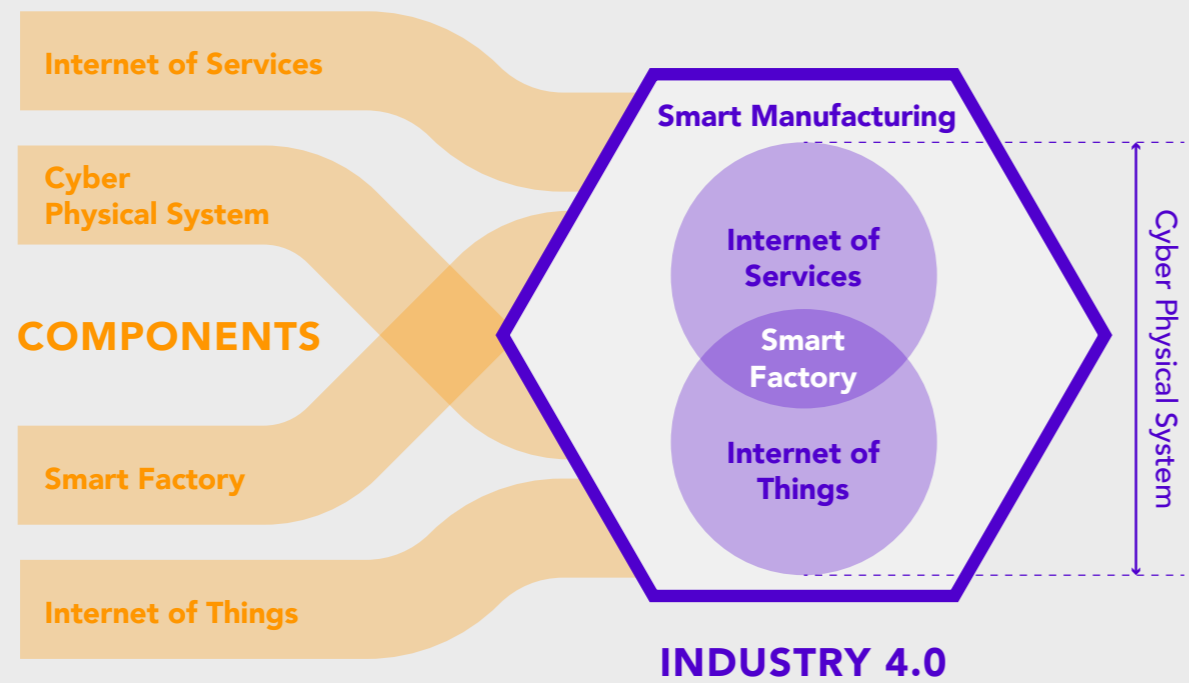 Internet of Services
Cyber
Physical System
COMPONENTS
Smart Factory
Internet of Things
Smart Manufacturing
Internet of
Services
Smart
Factory
Internet of
Things
Cyber Physical System
INDUSTRY 4.0